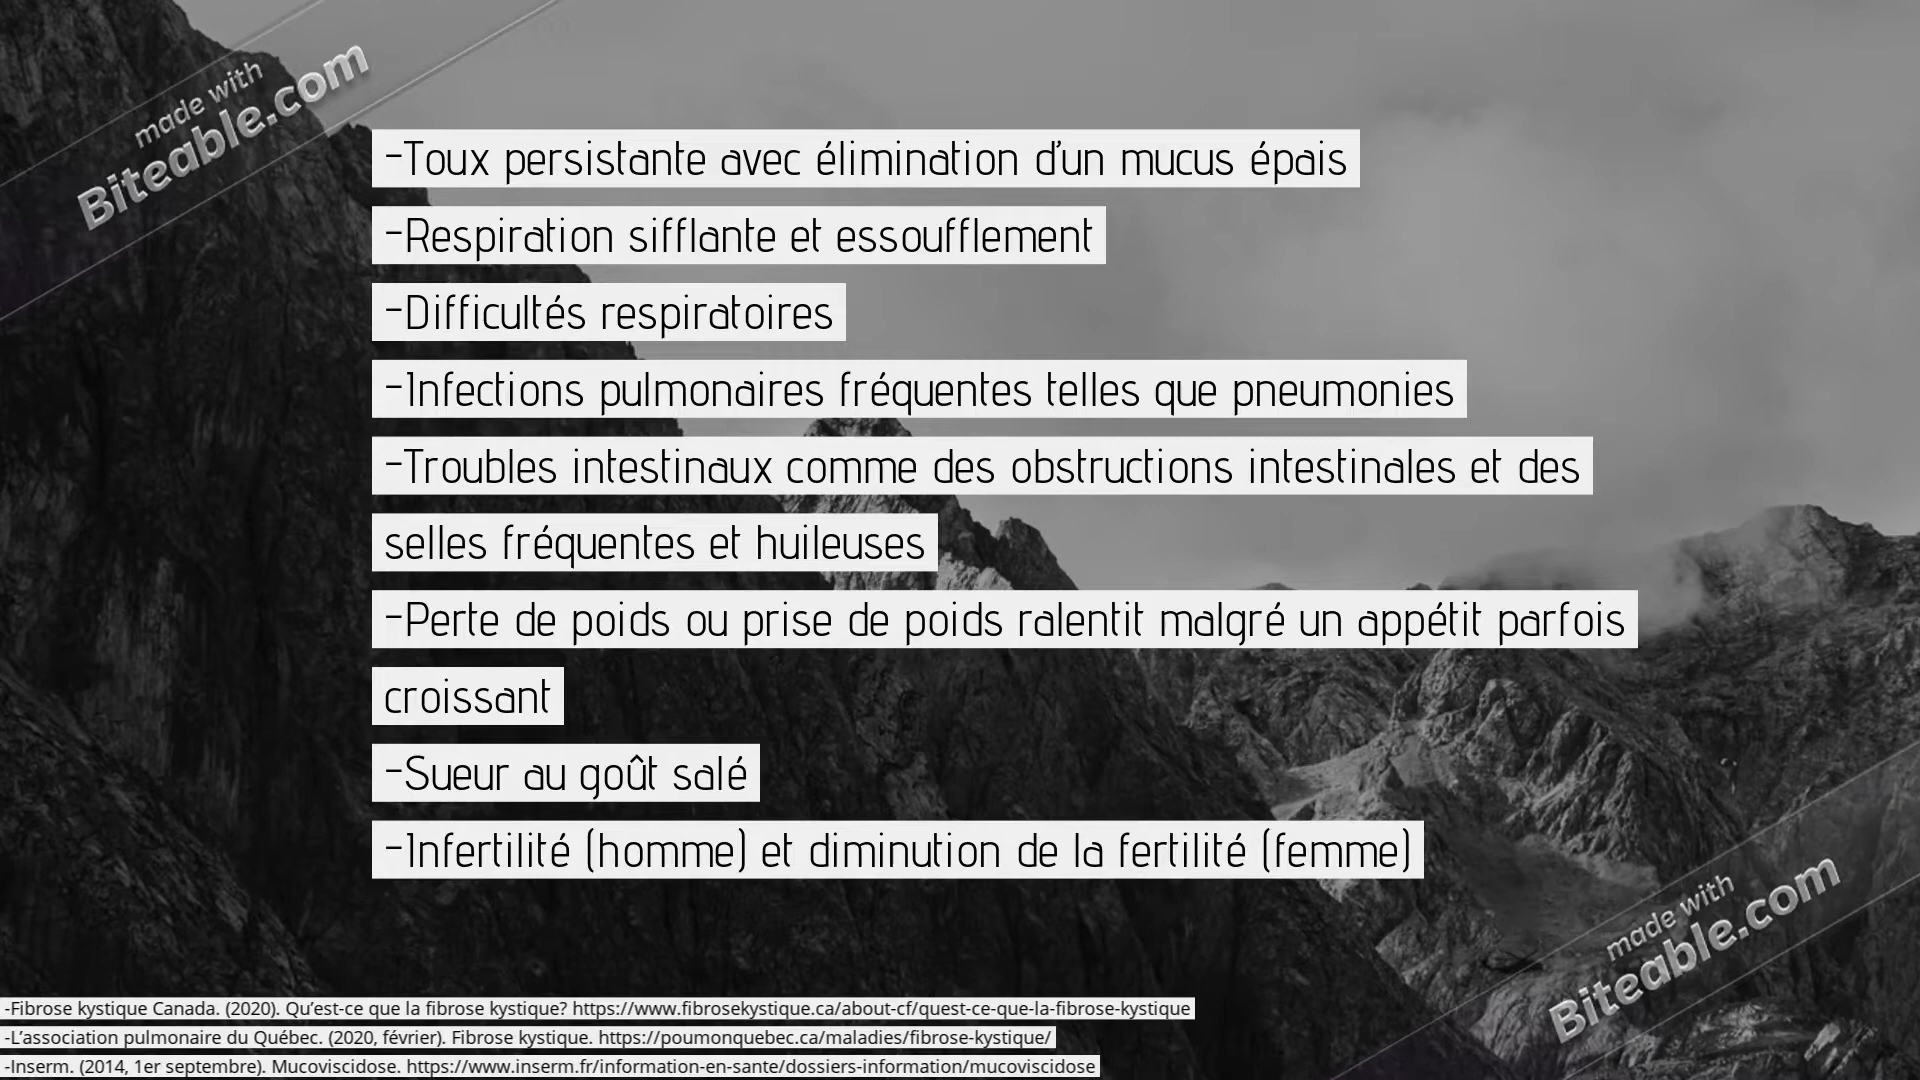 made with
Biteable.com
-Toux persistante avec élimination d'un mucus épais
-Respiration sifflante et essoufflement
-Difficultés respiratoires
-Infections pulmonaires fréquentes telles que pneumonies
-Troubles intestinaux comme des obstructions intestinales et des
selles fréquentes et huileuses
-Perte de poids ou prise de poids ralentit malgré un appétit parfois
croissant
-Sueur au goût salé
-Infertilité (homme) et diminution de la fertilité (femme)
made with
Biteable.com
-Fibrose kystique Canada. (2020). Qu’est-ce que la fibrose kystique? https://www.fibrosekystique.ca/about-cf/quest-ce-que-la-fibrose-kystique
-L’association pulmonaire du Québec. (2020, février). Fibrose kystique. https://poumonquebec.ca/maladies/fibrose-kystique/
-Inserm. (2014, 1er septembre). Mucoviscidose. https://www.inserm.fr/information-en-sante/dossiers-information/mucoviscidose